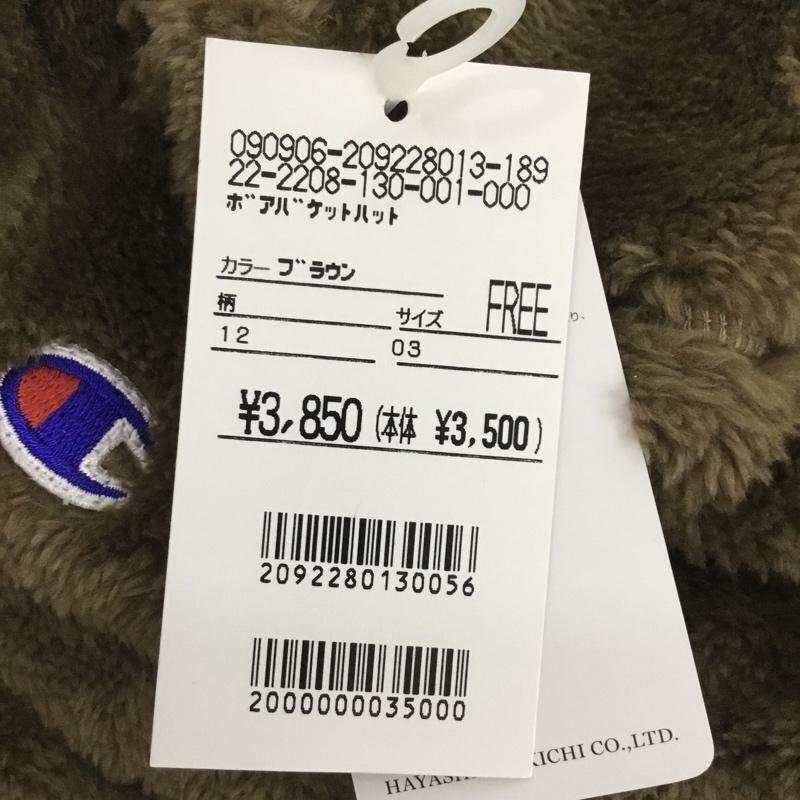 090906-209228013-189
22-2208-130-001-000
ボアバケットハット
カラー ブラウン
FREE
柄
サイズ
12
03
¥3,850 (本体 ¥3,500)
2092280130056
2000000035000
り、
KICHI CO.,LTD.